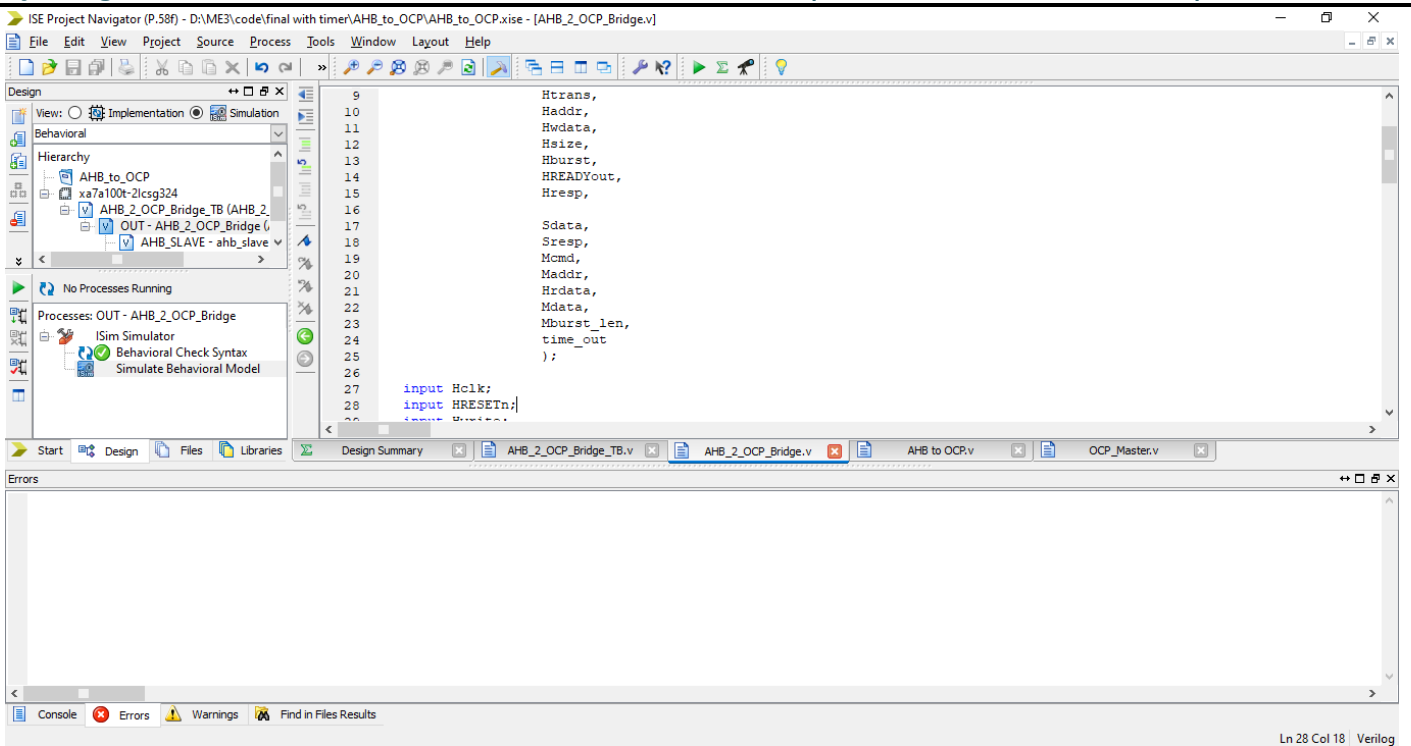 ISE Project Navigator (P.58f) - D:\ME3\code\final with timer\AHB_to_OCP\AHB_to_OCP.xise - [AHB_2_OCP_Bridge.v]
File Edit View Project Source Process Tools Window Layout Help
Design
View: Implementation Simulation
Behavioral
Hierarchy
AHB_to_OCP
xa7a100t-2lcsg324
AHB_2_OCP_Bridge_TB (AHB_2_
OUT - AHB_2_OCP_Bridge (
AHB_SLAVE - ahb_slave
No Processes Running
Processes: OUT - AHB_2_OCP_Bridge
ISim Simulator
Behavioral Check Syntax
Simulate Behavioral Model
9 Htrans,
10 Haddr,
11 Hwdata,
12 Hsize,
13 Hburst,
14 HREADYout,
15 Hresp,
16
17 Sdata,
18 Sresp,
19 Mcmd,
20 Maddr,
21 Hrdata,
22 Mdata,
23 Mburst_len,
24 time_out
25 );
26
27 input Hclk;
28 input HRESETn;
29 input Hwrite;
Start Design Files Libraries
Design Summary AHB_2_OCP_Bridge_TB.v AHB_2_OCP_Bridge.v AHB to OCP.v OCP_Master.v
Errors
Console Errors Warnings Find in Files Results
Ln 28 Col 18 Verilog